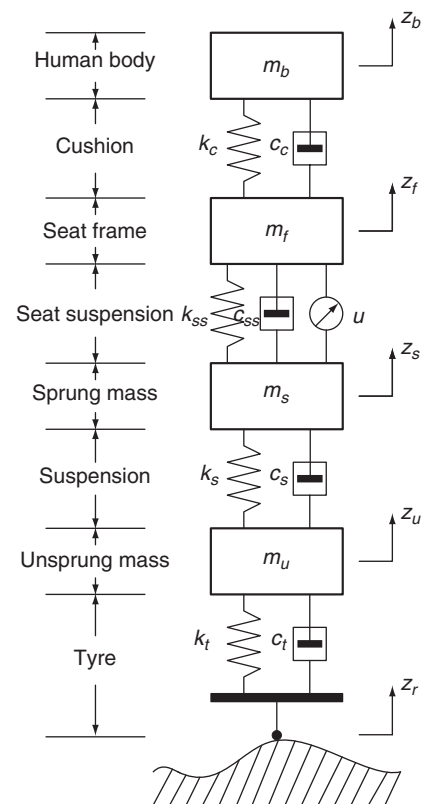 z_b
Human body
m_b
Cushion
k_c
c_c
z_f
Seat frame
m_f
Seat suspension
k_ss
c_ss
u
z_s
Sprung mass
m_s
Suspension
k_s
c_s
z_u
Unsprung mass
m_u
Tyre
k_t
c_t
z_r